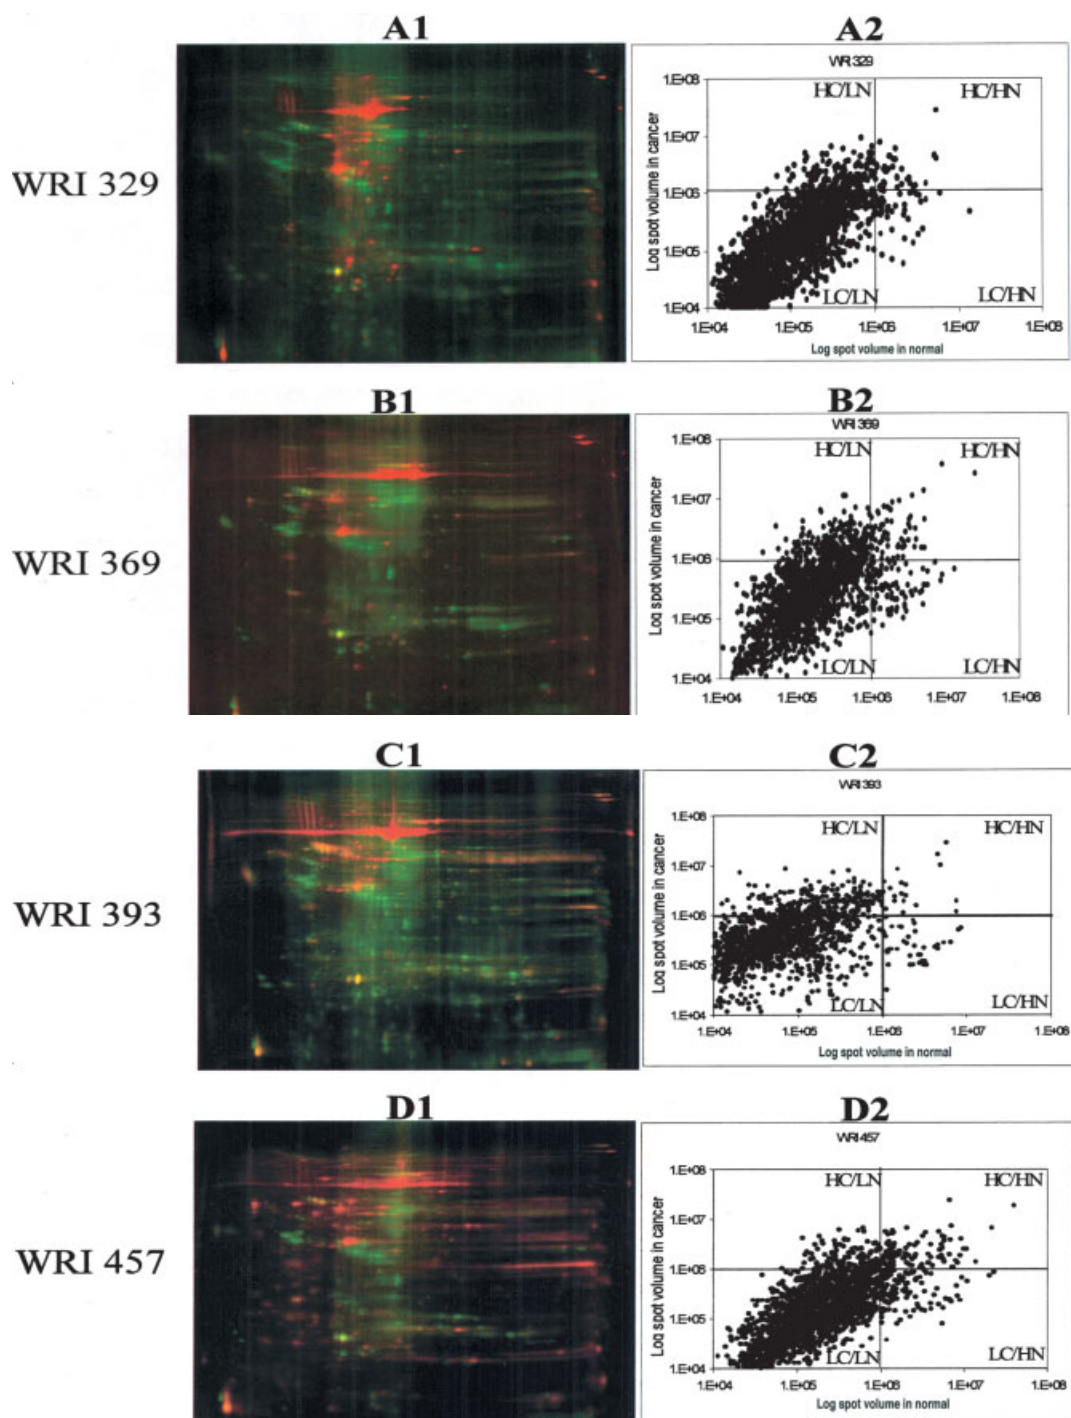 A1 A2
WRI 329
WRI 329
HC/LN HC/HN
LC/LN LC/HN
Log spot volume in cancer
1.E+08
1.E+07
1.E+06
1.E+05
1.E+04
1.E+04 1.E+05 1.E+06 1.E+07 1.E+08
Log spot volume in normal
B1 B2
WRI 369
WRI 369
HC/LN HC/HN
LC/LN LC/HN
Log spot volume in cancer
1.E+08
1.E+07
1.E+06
1.E+05
1.E+04
1.E+04 1.E+05 1.E+06 1.E+07 1.E+08
Log spot volume in normal
C1 C2
WRI 393
WRI 393
HC/LN HC/HN
LC/LN LC/HN
Log spot volume in cancer
1.E+08
1.E+07
1.E+06
1.E+05
1.E+04
1.E+04 1.E+05 1.E+06 1.E+07 1.E+08
Log spot volume in normal
D1 D2
WRI 457
WRI 457
HC/LN HC/HN
LC/LN LC/HN
Log spot volume in cancer
1.E+08
1.E+07
1.E+06
1.E+05
1.E+04
1.E+04 1.E+05 1.E+06 1.E+07 1.E+08
Log spot volume in normal